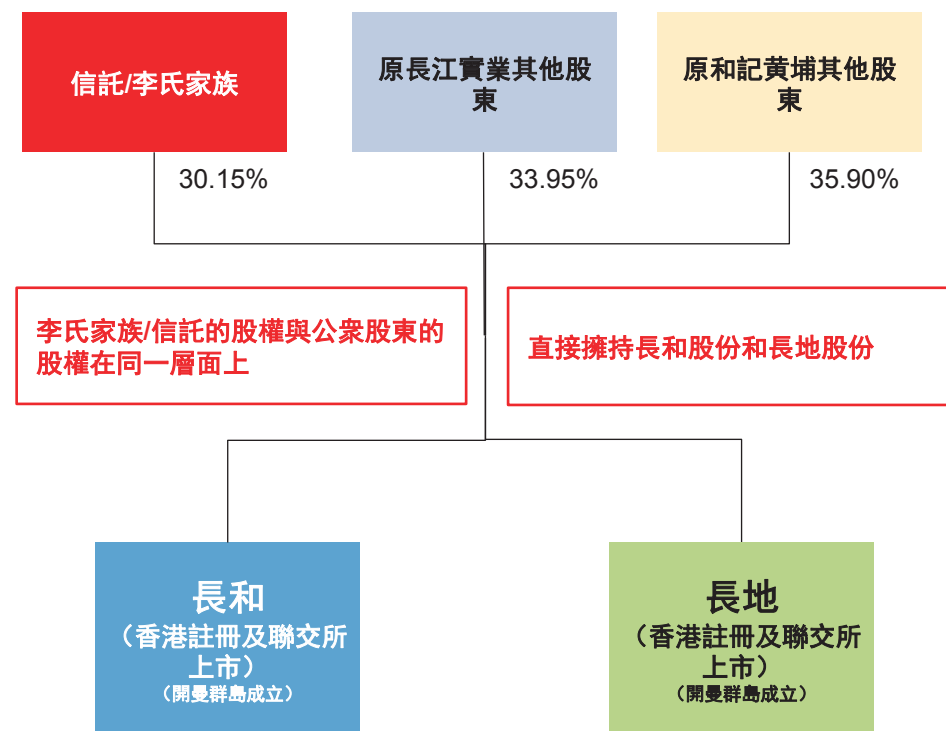 信託/李氏家族
原長江實業其他股
東
原和記黄埔其他股
東
30.15%
33.95%
35.90%
李氏家族/信託的股權與公衆股東的
股權在同一層面上
直接擁持長和股份和長地股份
長和
（香港註冊及聯交所
上市）
（開曼群島成立）
長地
（香港註冊及聯交所
上市）
（開曼群島成立）